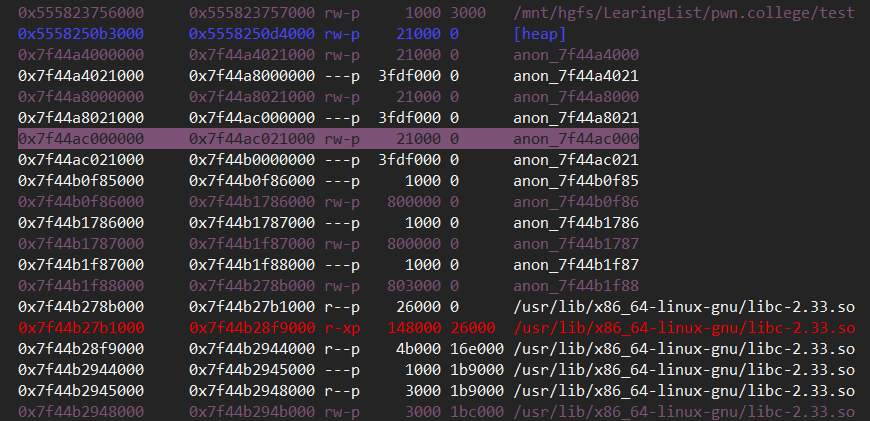 0x555823756000 0x555823757000 rw-p 1000 3000 /mnt/hgfs/LearingList/pwn.college/test
0x5558250b3000 0x5558250d4000 rw-p 21000 0 [heap]
0x7f44a4000000 0x7f44a4021000 rw-p 21000 0 anon_7f44a4000
0x7f44a4021000 0x7f44a8000000 ---p 3fdf000 0 anon_7f44a4021
0x7f44a8000000 0x7f44a8021000 rw-p 21000 0 anon_7f44a8000
0x7f44a8021000 0x7f44ac000000 ---p 3fdf000 0 anon_7f44a8021
0x7f44ac000000 0x7f44ac021000 rw-p 21000 0 anon_7f44ac000
0x7f44ac021000 0x7f44b0000000 ---p 3fdf000 0 anon_7f44ac021
0x7f44b0f85000 0x7f44b0f86000 ---p 1000 0 anon_7f44b0f85
0x7f44b0f86000 0x7f44b1786000 rw-p 800000 0 anon_7f44b0f86
0x7f44b1786000 0x7f44b1787000 ---p 1000 0 anon_7f44b1786
0x7f44b1787000 0x7f44b1f87000 rw-p 800000 0 anon_7f44b1787
0x7f44b1f87000 0x7f44b1f88000 ---p 1000 0 anon_7f44b1f87
0x7f44b1f88000 0x7f44b278b000 rw-p 803000 0 anon_7f44b1f88
0x7f44b278b000 0x7f44b27b1000 r--p 26000 0 /usr/lib/x86_64-linux-gnu/libc-2.33.so
0x7f44b27b1000 0x7f44b28f9000 r-xp 148000 26000 /usr/lib/x86_64-linux-gnu/libc-2.33.so
0x7f44b28f9000 0x7f44b2944000 r--p 4b000 16e000 /usr/lib/x86_64-linux-gnu/libc-2.33.so
0x7f44b2944000 0x7f44b2945000 ---p 1000 1b9000 /usr/lib/x86_64-linux-gnu/libc-2.33.so
0x7f44b2945000 0x7f44b2948000 r--p 3000 1b9000 /usr/lib/x86_64-linux-gnu/libc-2.33.so
0x7f44b2948000 0x7f44b294b000 rw-p 3000 1bc000 /usr/lib/x86_64-linux-gnu/libc-2.33.so